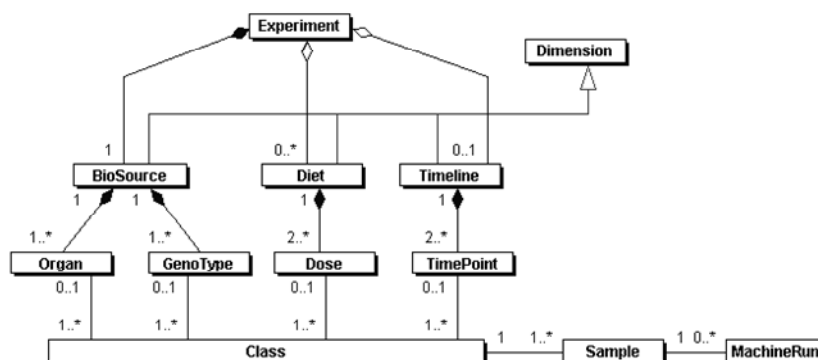 Experiment
Dimension
1 0..* 0..1
BioSource Diet Timeline
1 1 1 1
1..* 1..* 2..* 2..*
Organ GenoType Dose TimePoint
0..1 0..1 0..1 0..1
1..* 1..* 1..* 1..*
1 1..* 1 0..*
Class Sample MachineRun